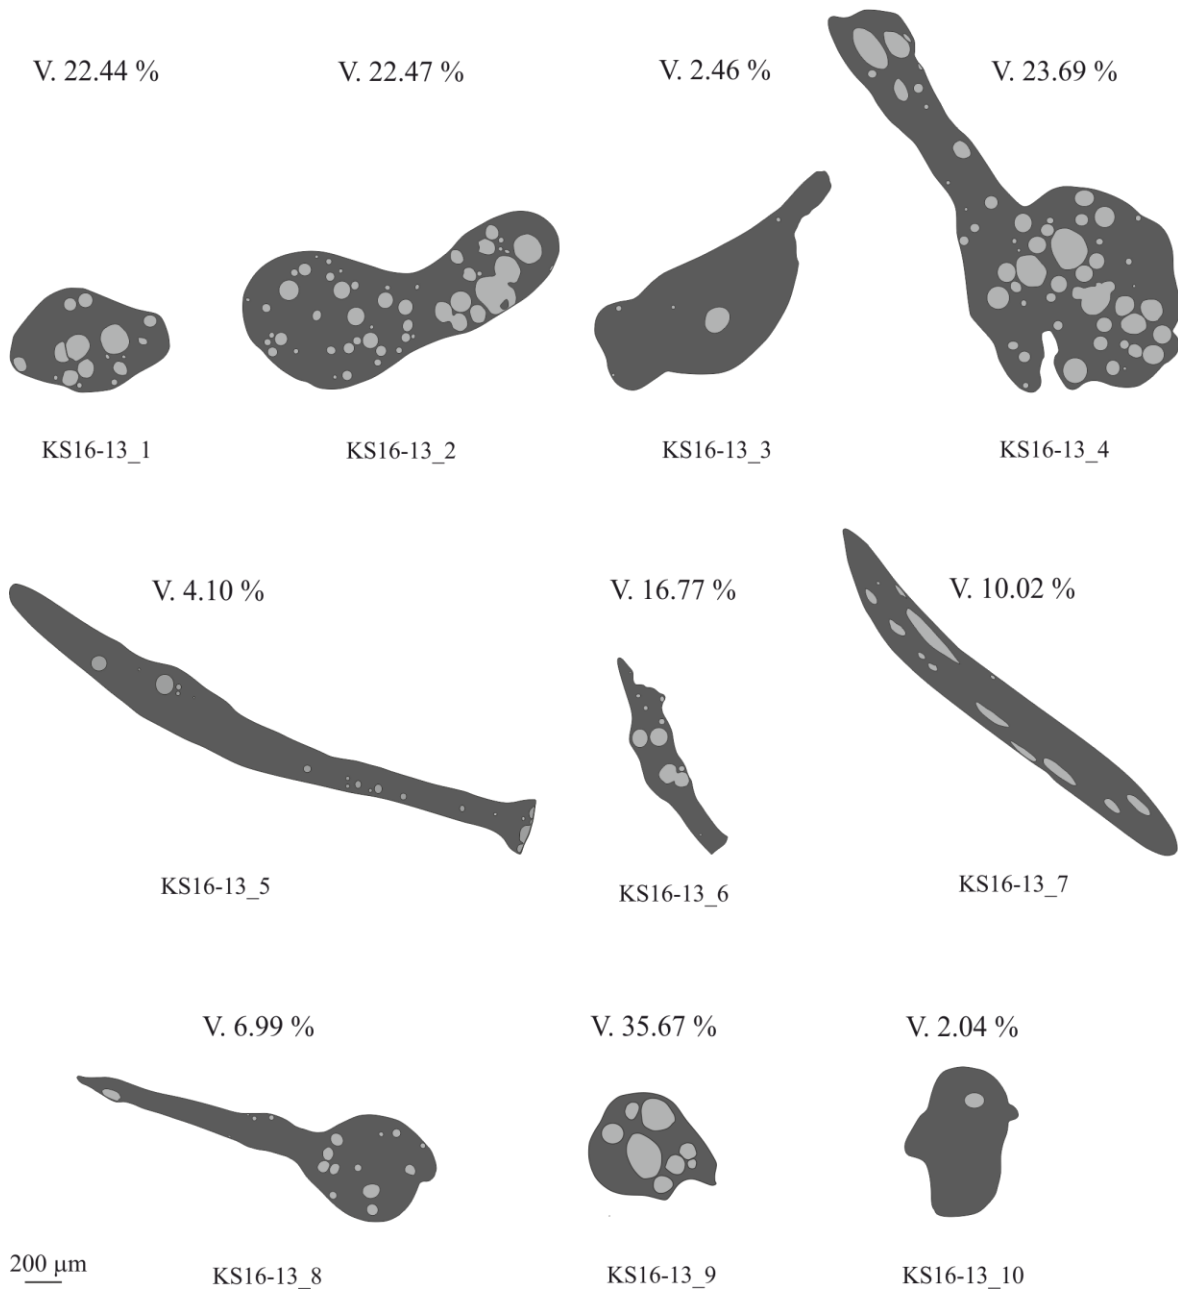 V. 22.44 %
V. 22.47 %
V. 2.46 %
V. 23.69 %
KS16-13_1
KS16-13_2
KS16-13_3
KS16-13_4
V. 4.10 %
V. 16.77 %
V. 10.02 %
KS16-13_5
KS16-13_6
KS16-13_7
V. 6.99 %
V. 35.67 %
V. 2.04 %
200 μm
KS16-13_8
KS16-13_9
KS16-13_10